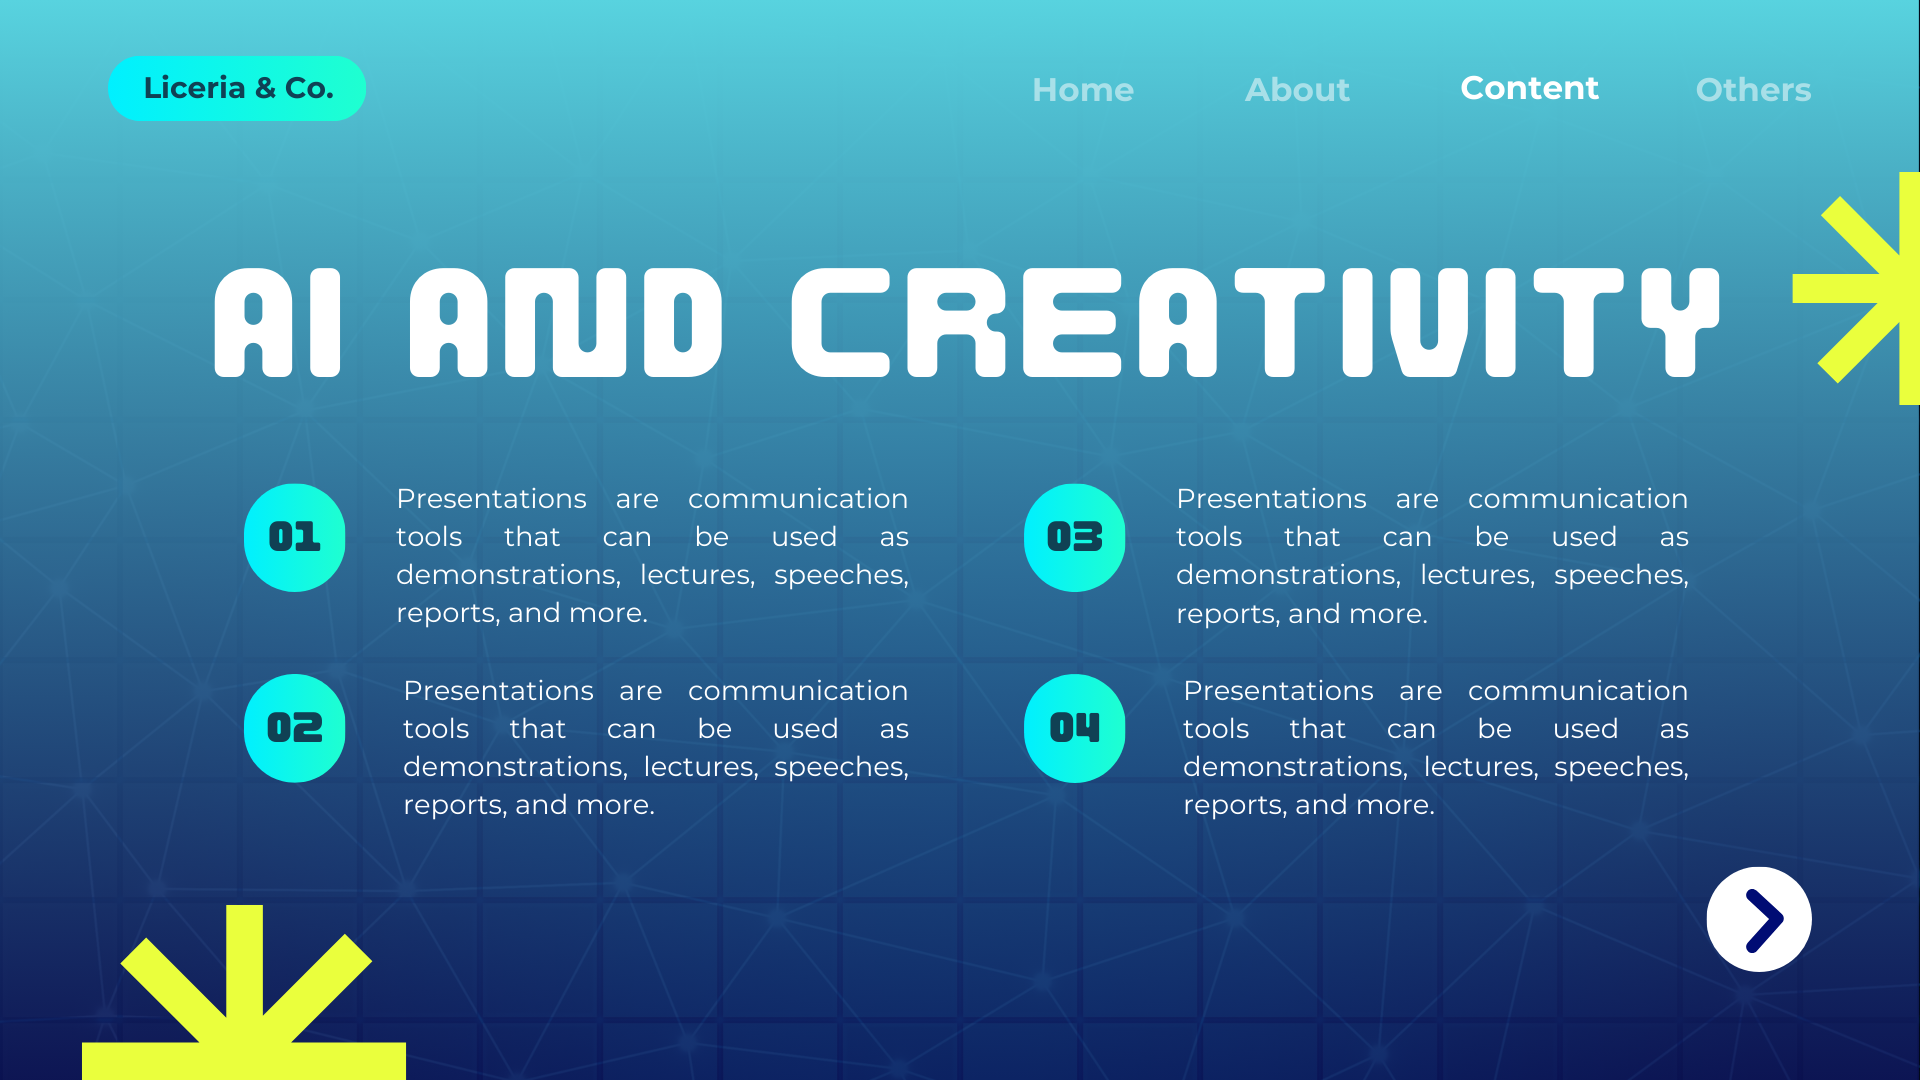 Liceria & Co.
Home About Content Others
AI AND CREATIVITY
01
Presentations are communication
tools that can be used as
demonstrations, lectures, speeches,
reports, and more.
02
Presentations are communication
tools that can be used as
demonstrations, lectures, speeches,
reports, and more.
03
Presentations are communication
tools that can be used as
demonstrations, lectures, speeches,
reports, and more.
04
Presentations are communication
tools that can be used as
demonstrations, lectures, speeches,
reports, and more.